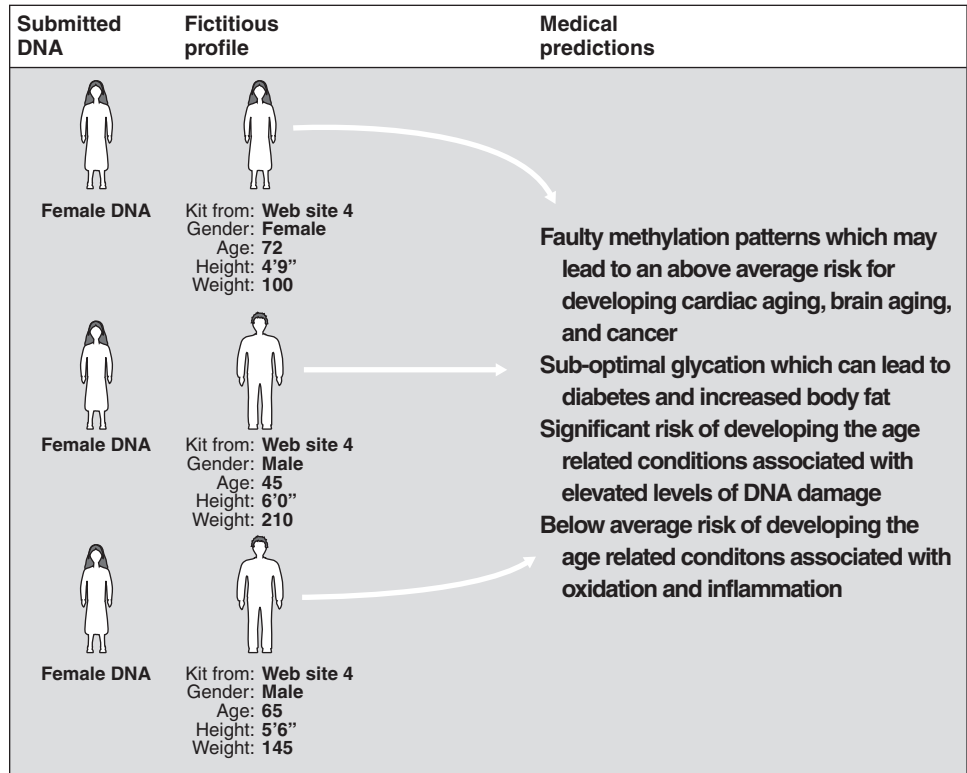 Submitted
DNA
Fictitious
profile
Medical
predictions
Female DNA
Kit from: Web site 4
Gender: Female
Age: 72
Height: 4’9”
Weight: 100
Female DNA
Kit from: Web site 4
Gender: Male
Age: 45
Height: 6’0”
Weight: 210
Female DNA
Kit from: Web site 4
Gender: Male
Age: 65
Height: 5’6”
Weight: 145
Faulty methylation patterns which may
lead to an above average risk for
developing cardiac aging, brain aging,
and cancer
Sub-optimal glycation which can lead to
diabetes and increased body fat
Significant risk of developing the age
related conditions associated with
elevated levels of DNA damage
Below average risk of developing the
age related conditons associated with
oxidation and inflammation